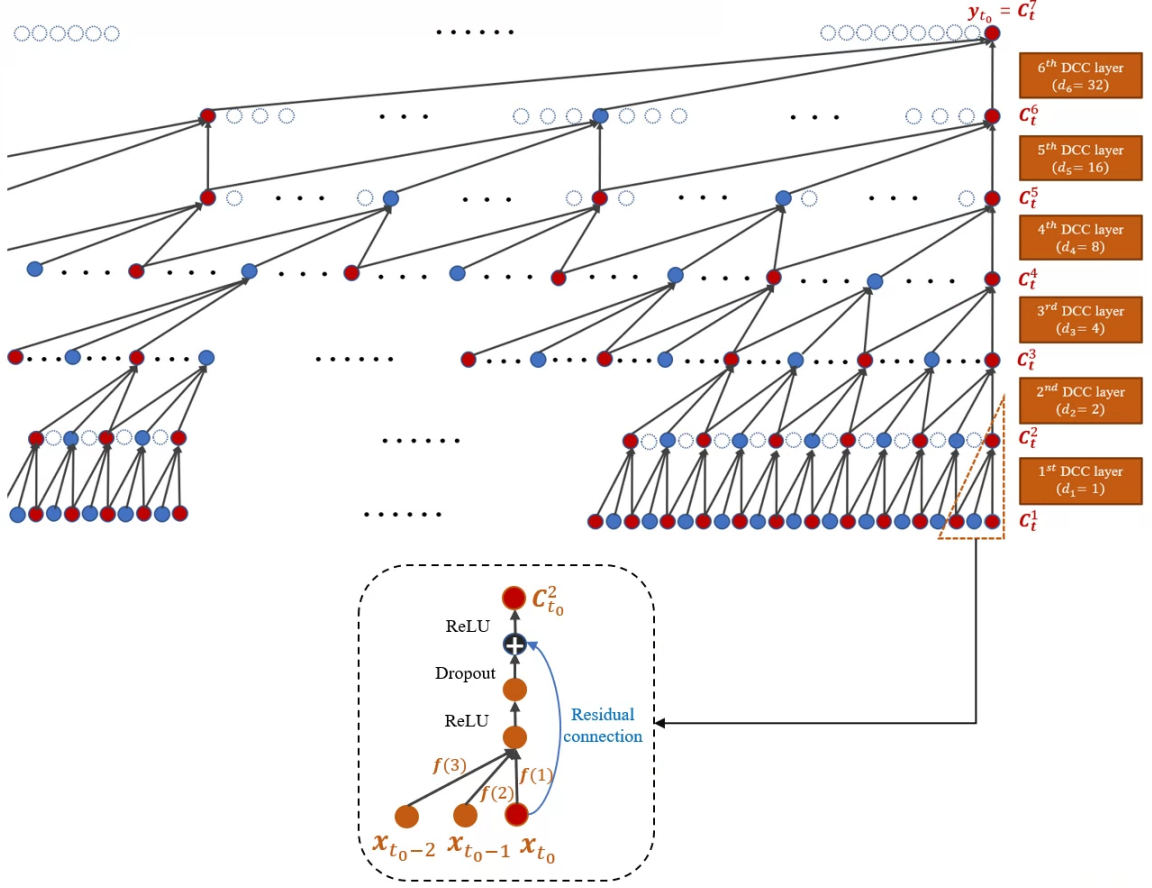 y_{t_0} = C_t^7
6^{th} DCC layer
(d_6 = 32)
C_t^6
5^{th} DCC layer
(d_5 = 16)
C_t^5
4^{th} DCC layer
(d_4 = 8)
C_t^4
3^{rd} DCC layer
(d_3 = 4)
C_t^3
2^{nd} DCC layer
(d_2 = 2)
C_t^2
1^{st} DCC layer
(d_1 = 1)
C_t^1
C_{t_0}^2
ReLU
Dropout
ReLU
Residual
connection
f(3)
f(2)
f(1)
x_{t_0-2} x_{t_0-1} x_{t_0}